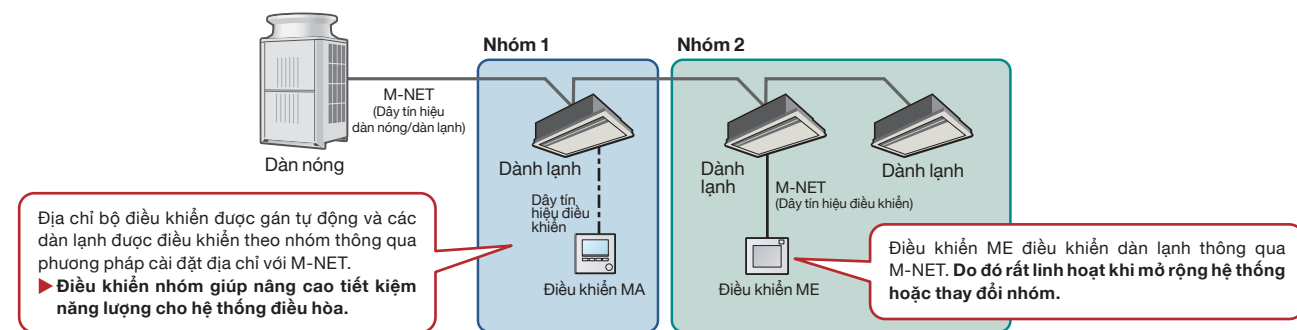 Nhóm 1
Nhóm 2
M-NET
(Dây tín hiệu
dàn nóng/dàn lạnh)
Dàn nóng
Dành lạnh
Dành
lạnh
Dành lạnh
Dây tín
hiệu điều
khiển
M-NET
(Dây tín hiệu điều khiển)
Điều khiển MA
Điều khiển ME
Địa chỉ bộ điều khiển được gán tự động và các
dàn lạnh được điều khiển theo nhóm thông qua
phương pháp cài đặt địa chỉ với M-NET.
▶ Điều khiển nhóm giúp nâng cao tiết kiệm
năng lượng cho hệ thống điều hòa.
Điều khiển ME điều khiển dàn lạnh thông qua
M-NET. Do đó rất linh hoạt khi mở rộng hệ thống
hoặc thay đổi nhóm.